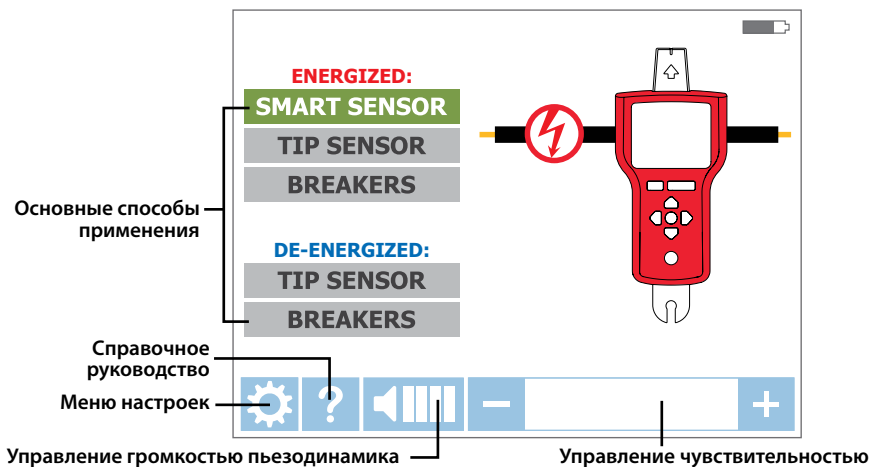 ENERGIZED:
SMART SENSOR
TIP SENSOR
BREAKERS
Основные способы
применения
DE-ENERGIZED:
TIP SENSOR
BREAKERS
Справочное
руководство
Меню настроек
?
−
+
Управление громкостью пьезодинамика
Управление чувствительностью